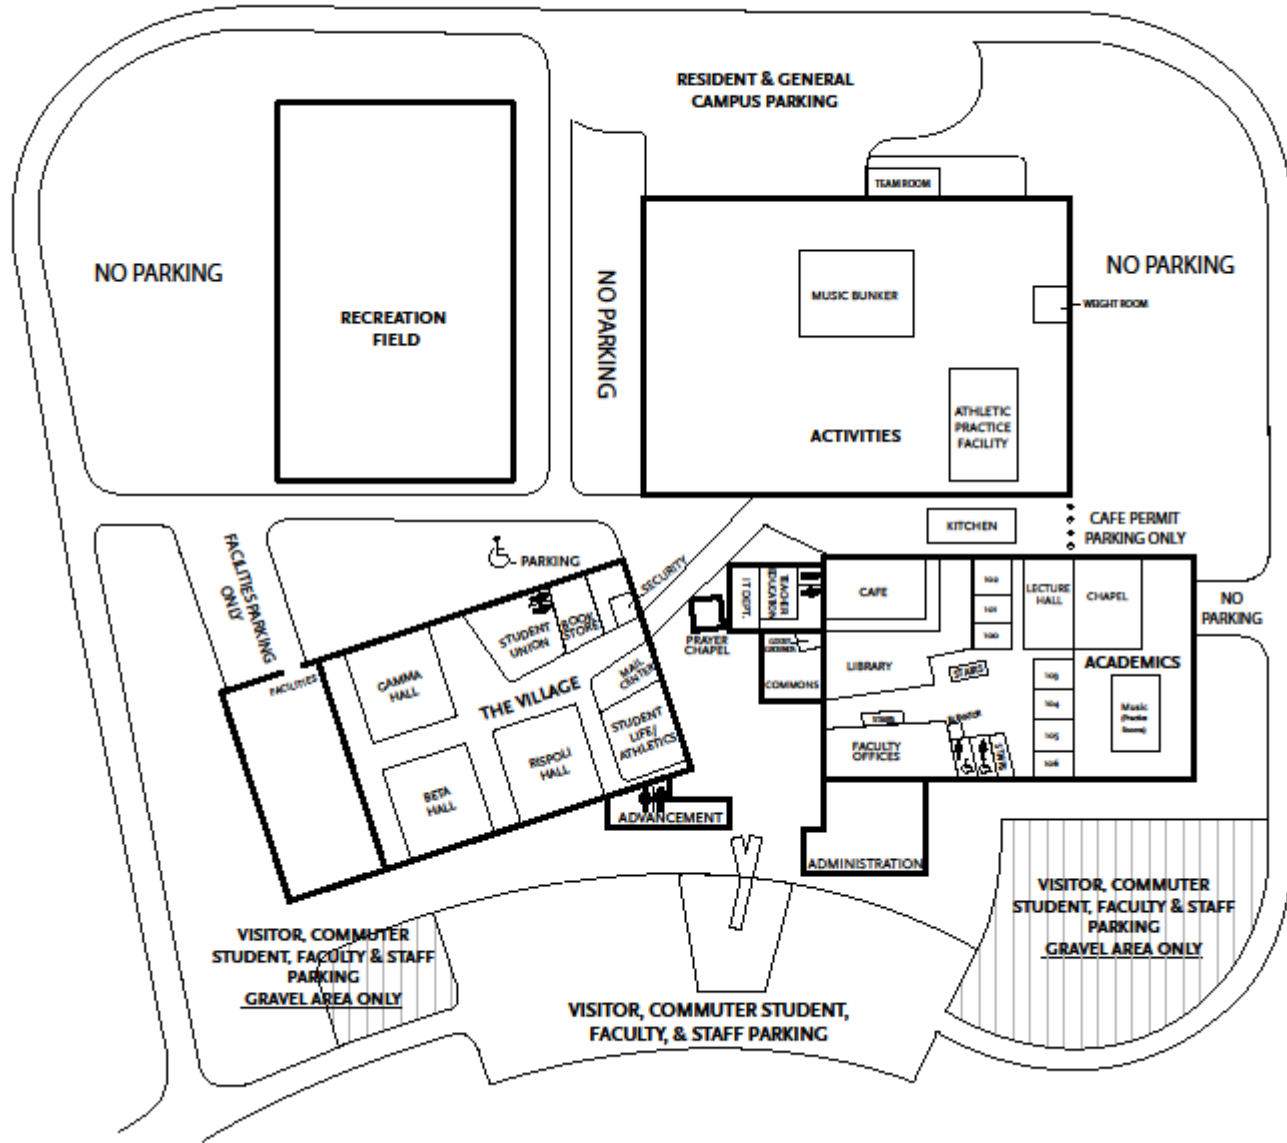 RESIDENT & GENERAL
CAMPUS PARKING
TEAM ROOM
NO PARKING
RECREATION
FIELD
NO PARKING
MUSIC BUNKER
NO PARKING
WEIGHT ROOM
ATHLETIC
PRACTICE
FACILITY
ACTIVITIES
KITCHEN
CAFE PERMIT
PARKING ONLY
FACILITIES PARKING
ONLY
PARKING
SECURITY
STUDENT
UNION
BOOK
STORE
IT DEPT.
TEACHER
EDUCATION
CAFE
102
101
100
LECTURE
HALL
CHAPEL
NO
PARKING
PRAYER
CHAPEL
COMMONS
LIBRARY
STAIRS
ACADEMICS
FACILITIES
GAMMA
HALL
THE VILLAGE
MAIL
CENTER
STUDENT
LIFE/
ATHLETICS
RISPOLI
HALL
BETA
HALL
103
104
105
106
Music
(Practice
Rooms)
STAIRS
ELEVATOR
FACULTY
OFFICES
STAIRS
ADVANCEMENT
ADMINISTRATION
VISITOR, COMMUTER
STUDENT, FACULTY & STAFF
PARKING
GRAVEL AREA ONLY
VISITOR, COMMUTER
STUDENT, FACULTY & STAFF
PARKING
GRAVEL AREA ONLY
VISITOR, COMMUTER STUDENT,
FACULTY, & STAFF PARKING